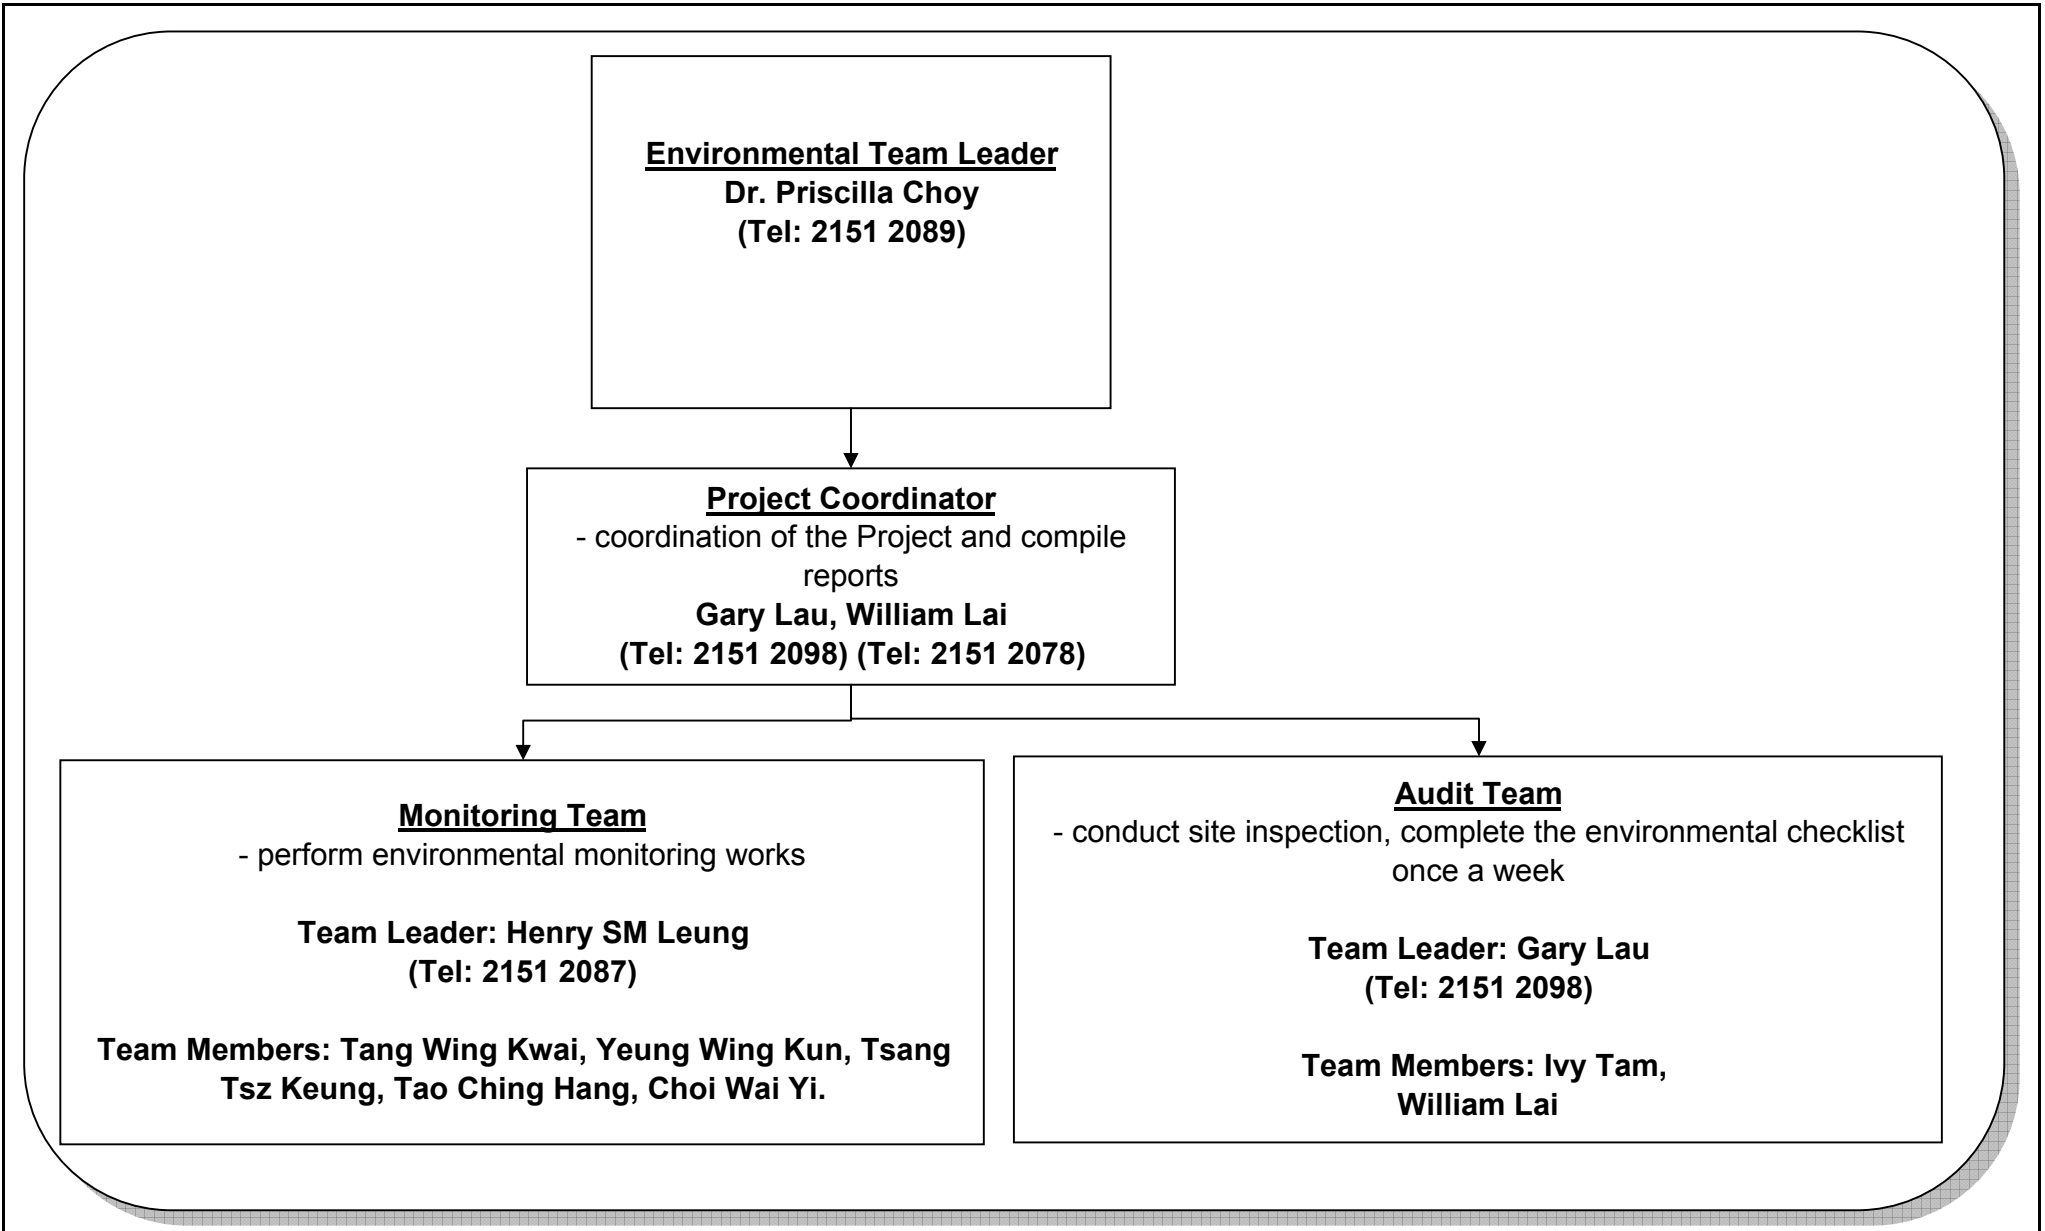 Environmental Team Leader
Dr. Priscilla Choy
(Tel: 2151 2089)
Project Coordinator
- coordination of the Project and compile
reports
Gary Lau, William Lai
(Tel: 2151 2098) (Tel: 2151 2078)
Monitoring Team
- perform environmental monitoring works
Team Leader: Henry SM Leung
(Tel: 2151 2087)
Team Members: Tang Wing Kwai, Yeung Wing Kun, Tsang
Tsz Keung, Tao Ching Hang, Choi Wai Yi.
Audit Team
- conduct site inspection, complete the environmental checklist
once a week
Team Leader: Gary Lau
(Tel: 2151 2098)
Team Members: Ivy Tam,
William Lai